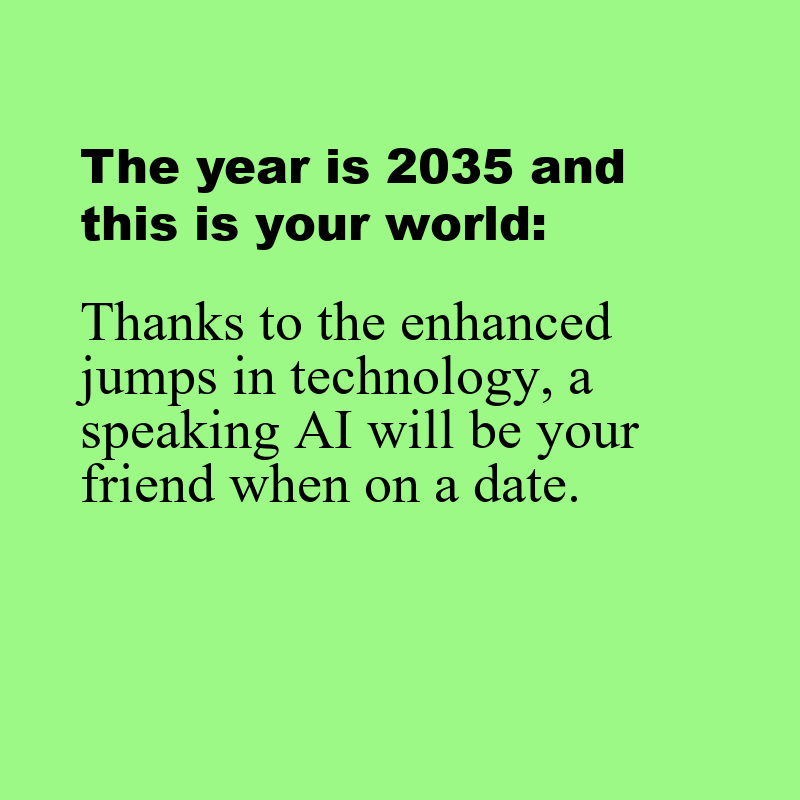 The year is 2035 and
this is your world:
Thanks to the enhanced
jumps in technology, a
speaking AI will be your
friend when on a date.